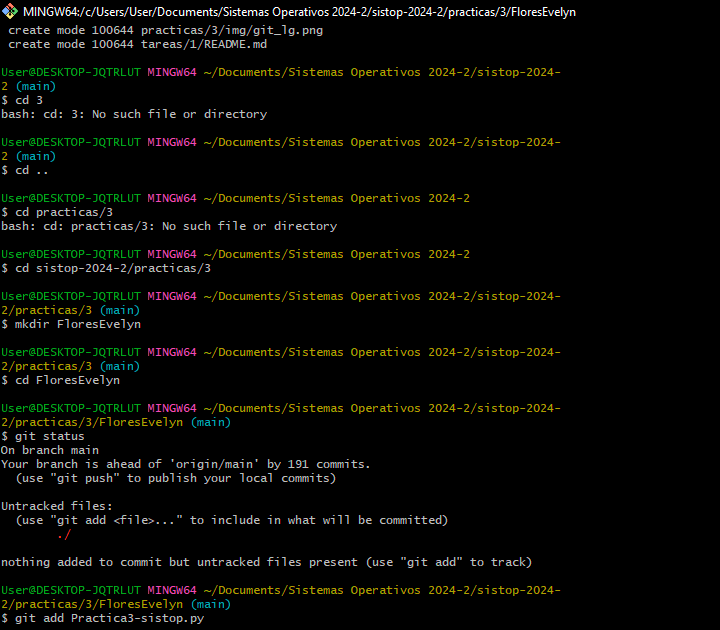 MINGW64:/c/Users/User/Documents/Sistemas Operativos 2024-2/sistop-2024-2/practicas/3/FloresEvelyn
create mode 100644 practicas/3/img/git_lg.png
create mode 100644 tareas/1/README.md
User@DESKTOP-JQTRLUT MINGW64 ~/Documents/Sistemas Operativos 2024-2/sistop-2024-
2 (main)
$ cd 3
bash: cd: 3: No such file or directory
User@DESKTOP-JQTRLUT MINGW64 ~/Documents/Sistemas Operativos 2024-2/sistop-2024-
2 (main)
$ cd ..
User@DESKTOP-JQTRLUT MINGW64 ~/Documents/Sistemas Operativos 2024-2
$ cd practicas/3
bash: cd: practicas/3: No such file or directory
User@DESKTOP-JQTRLUT MINGW64 ~/Documents/Sistemas Operativos 2024-2
$ cd sistop-2024-2/practicas/3
User@DESKTOP-JQTRLUT MINGW64 ~/Documents/Sistemas Operativos 2024-2/sistop-2024-
2/practicas/3 (main)
$ mkdir FloresEvelyn
User@DESKTOP-JQTRLUT MINGW64 ~/Documents/Sistemas Operativos 2024-2/sistop-2024-
2/practicas/3 (main)
$ cd FloresEvelyn
User@DESKTOP-JQTRLUT MINGW64 ~/Documents/Sistemas Operativos 2024-2/sistop-2024-
2/practicas/3/FloresEvelyn (main)
$ git status
On branch main
Your branch is ahead of 'origin/main' by 191 commits.
(use "git push" to publish your local commits)
Untracked files:
(use "git add <file>..." to include in what will be committed)
./
nothing added to commit but untracked files present (use "git add" to track)
User@DESKTOP-JQTRLUT MINGW64 ~/Documents/Sistemas Operativos 2024-2/sistop-2024-
2/practicas/3/FloresEvelyn (main)
$ git add Practica3-sistop.py